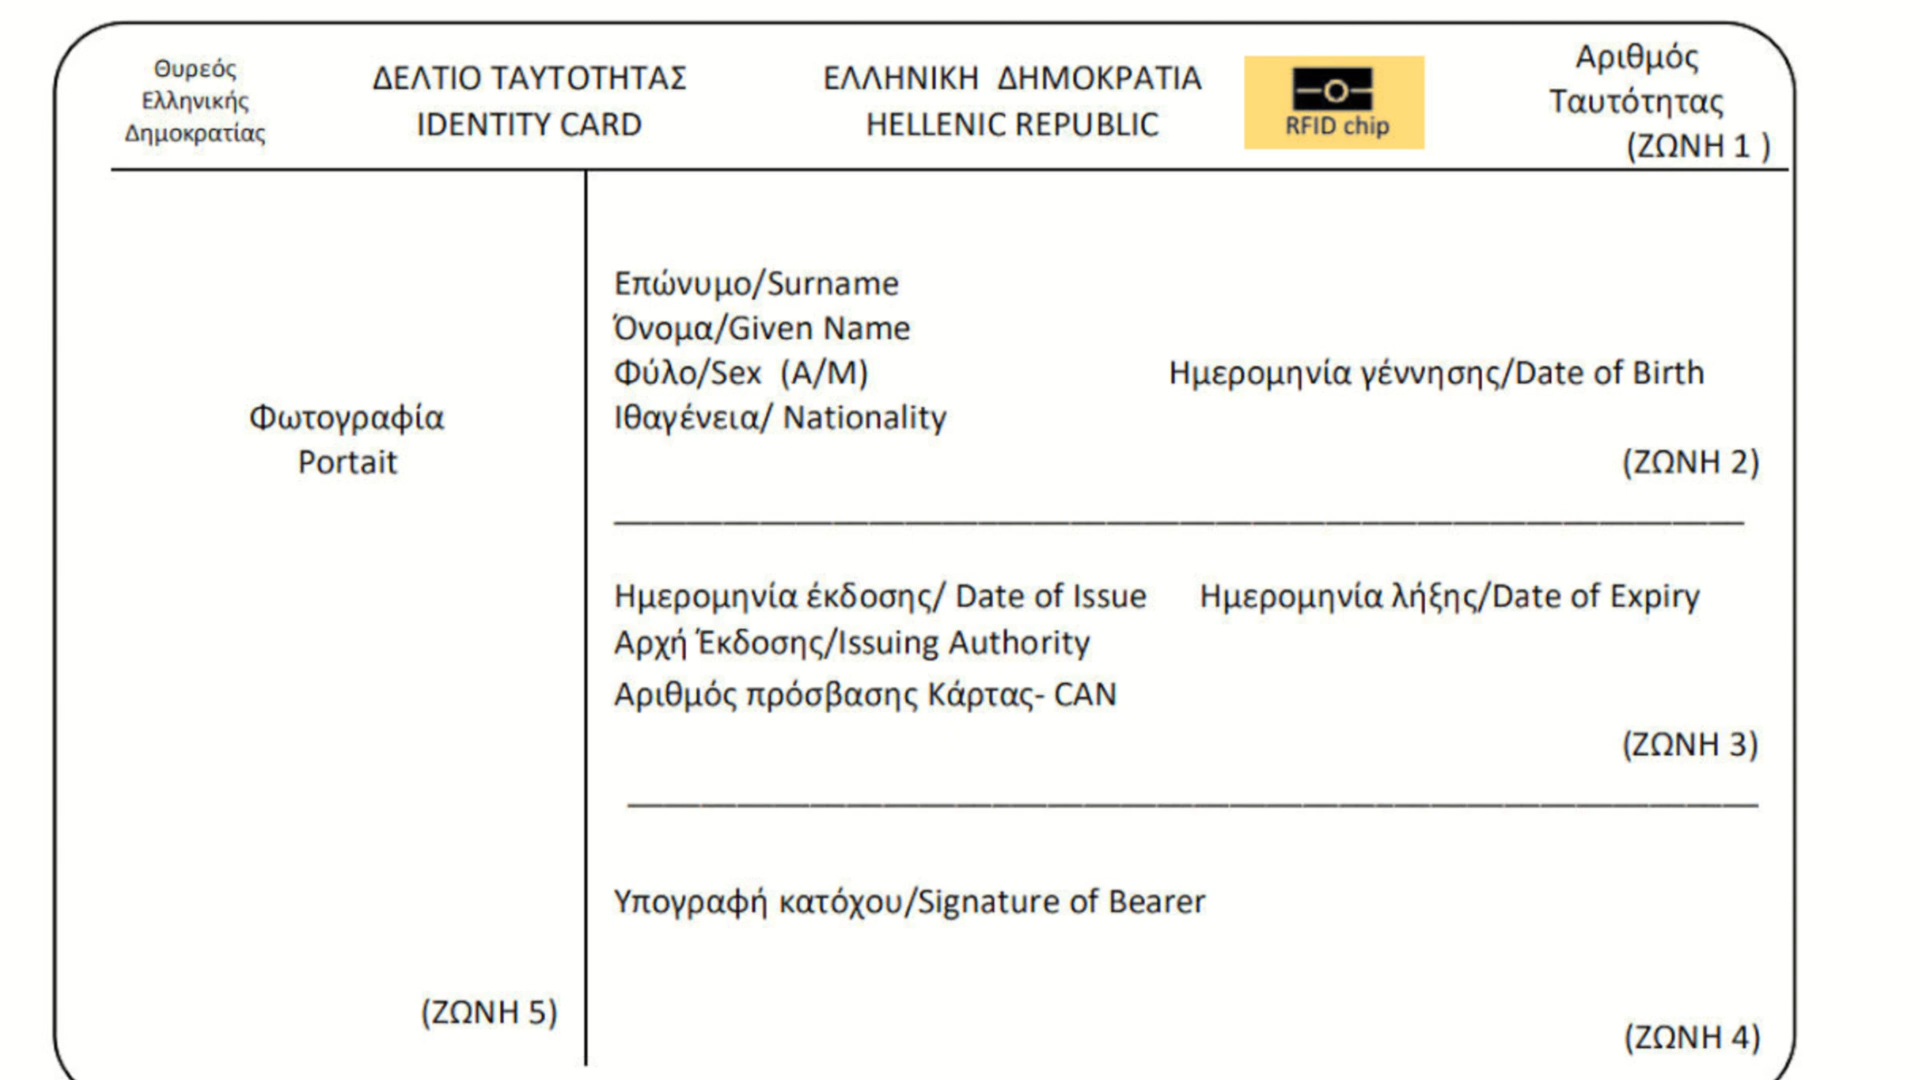 Θυρεός
Ελληνικής
Δημοκρατίας
ΔΕΛΤΙΟ ΤΑΥΤΟΤΗΤΑΣ
IDENTITY CARD
ΕΛΛΗΝΙΚΗ ΔΗΜΟΚΡΑΤΙΑ
HELLENIC REPUBLIC
RFID chip
Αριθμός
Ταυτότητας
(ΖΩΝΗ 1 )
Φωτογραφία
Portait
(ΖΩΝΗ 5)
Επώνυμο/Surname
Όνομα/Given Name
Φύλο/Sex (Α/Μ) Ημερομηνία γέννησης/Date of Birth
Ιθαγένεια/ Nationality
(ΖΩΝΗ 2)
Ημερομηνία έκδοσης/ Date of Issue Ημερομηνία λήξης/Date of Expiry
Αρχή Έκδοσης/Issuing Authority
Αριθμός πρόσβασης Κάρτας- CAN
(ΖΩΝΗ 3)
Υπογραφή κατόχου/Signature of Bearer
(ΖΩΝΗ 4)